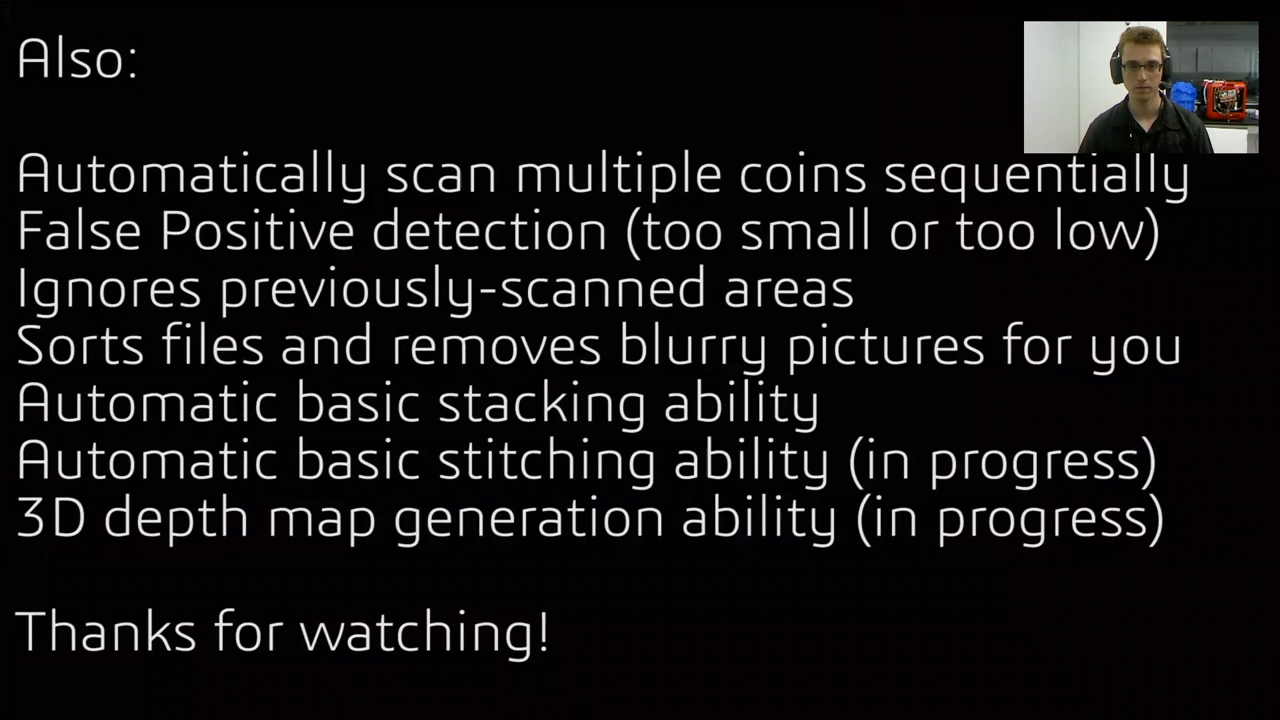 Also:
Automatically scan multiple coins sequentially
False Positive detection (too small or too low)
Ignores previously-scanned areas
Sorts files and removes blurry pictures for you
Automatic basic stacking ability
Automatic basic stitching ability (in progress)
3D depth map generation ability (in progress)
Thanks for watching!